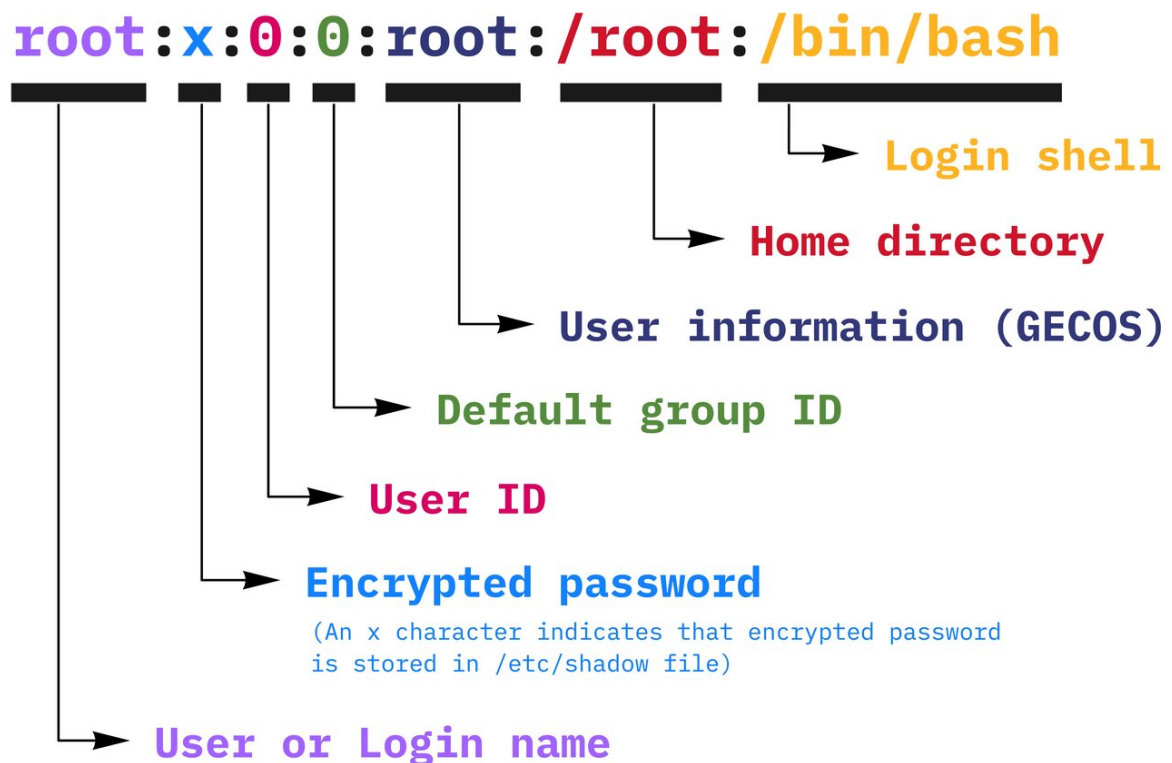 root:x:0:0:root:/root:/bin/bash
Login shell
Home directory
User information (GECOS)
Default group ID
User ID
Encrypted password
(An x character indicates that encrypted password
is stored in /etc/shadow file)
User or Login name